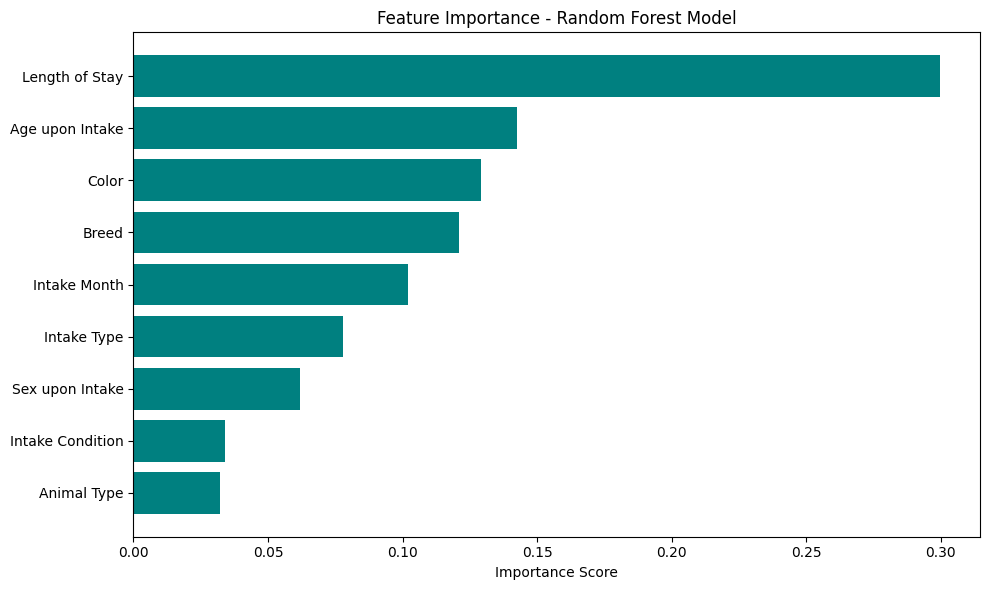 Feature Importance - Random Forest Model
Length of Stay
Age upon Intake
Color
Breed
Intake Month
Intake Type
Sex upon Intake
Intake Condition
Animal Type
0.00 0.05 0.10 0.15 0.20 0.25 0.30
Importance Score